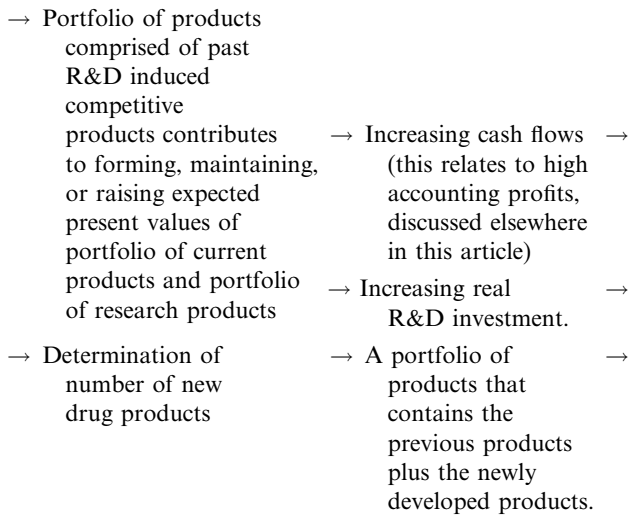 → Portfolio of products
comprised of past
R&D induced
competitive
products contributes
to forming, maintaining,
or raising expected
present values of
portfolio of current
products and portfolio
of research products
→ Increasing cash flows →
(this relates to high
accounting profits,
discussed elsewhere
in this article)
→ Increasing real →
R&D investment.
→ Determination of
number of new
drug products
→ A portfolio of →
products that
contains the
previous products
plus the newly
developed products.